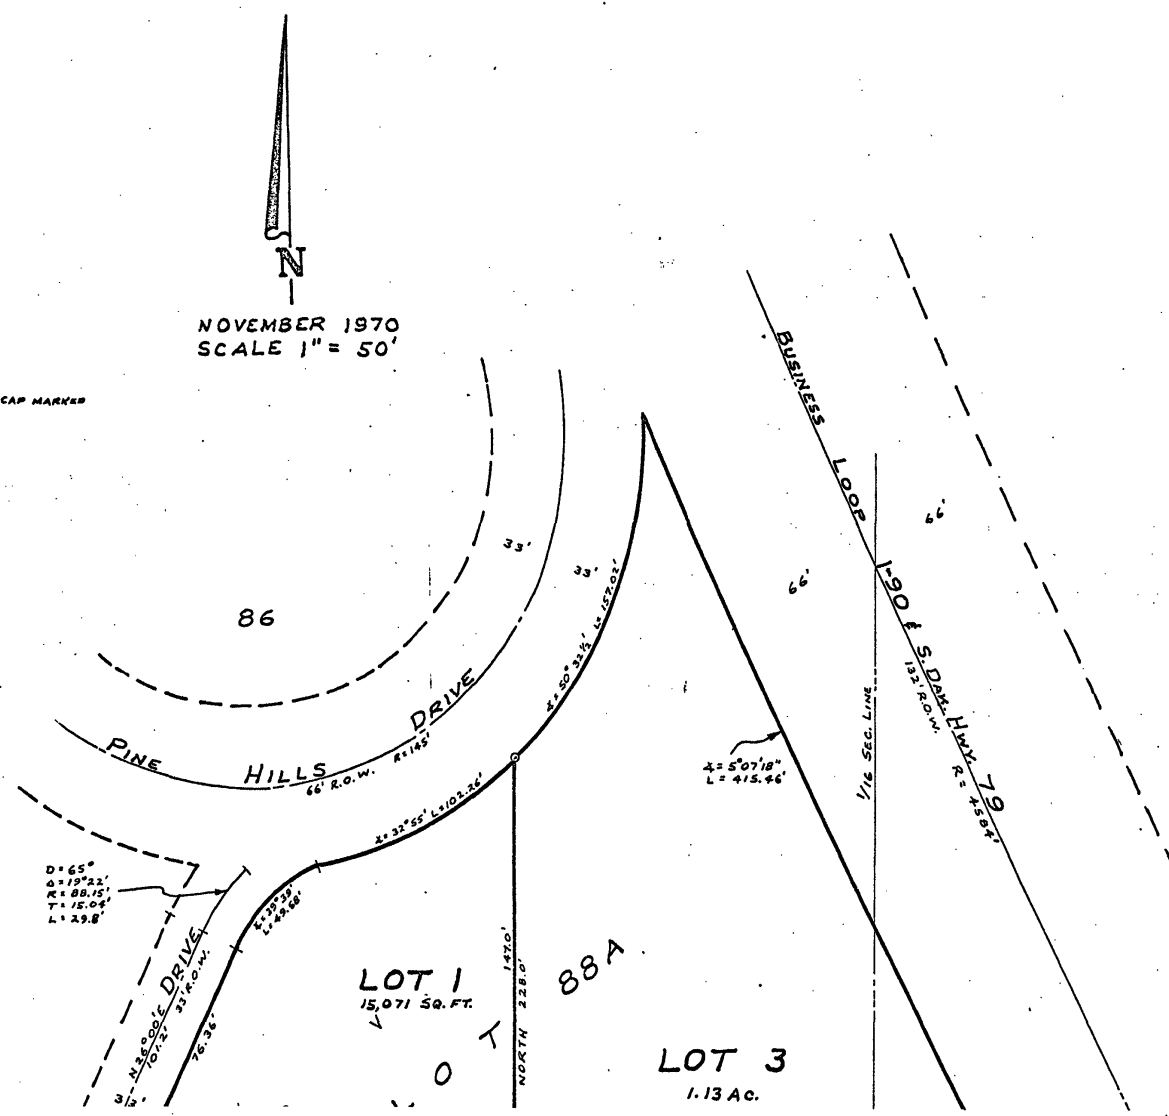 N
NOVEMBER 1970
SCALE 1" = 50'
CAP MARKED
BUSINESS LOOP I-90 & S. DAK. HWY. 79
132' R.O.W.
R = 4584'
66'
66'
1/16 SEC. LINE
33'
33'
86
∡= 50° 32½' L= 157.02'
PINE HILLS DRIVE
66' R.O.W.
R=145'
∡= 5°07'18"
L= 415.46'
∡= 32°55' L=102.26'
D=65°
Δ=19°22'
R=88.15'
T=15.04'
L=29.8'
∡=39°39'
L=49.68'
DRIVE
N 26°00'E
101.2'
33' R.O.W.
76.36'
LOT 1
15,071 SQ. FT.
147.0'
NORTH 228.0'
88A
O T
LOT 3
1.13 AC.